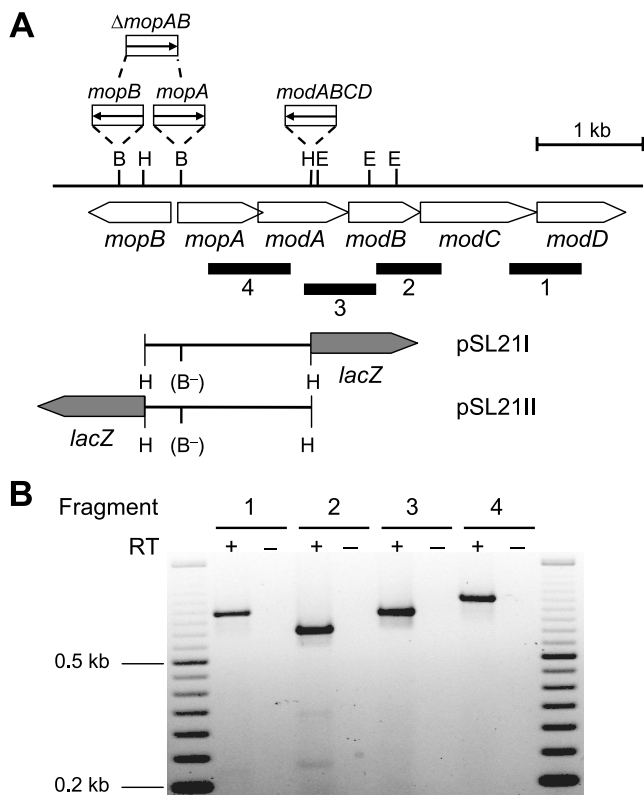 A
ΔmopAB
mopB mopA modABCD
1 kb
B H B HE E E
mopB mopA modA modB modC modD
4 3 2 1
pSL21I
H (B–) H lacZ
pSL21II
lacZ H (B–) H
B
Fragment 1 2 3 4
RT + – + – + – + –
0.5 kb
0.2 kb